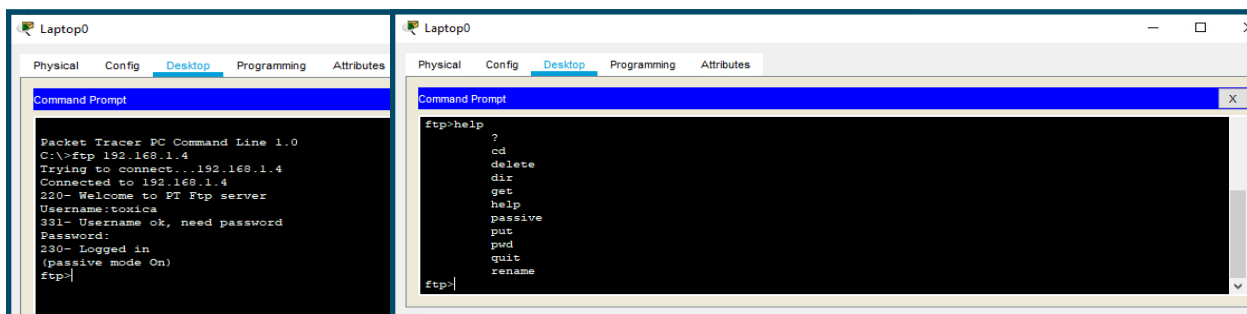 Laptop0
Physical Config Desktop Programming Attributes
Command Prompt
Packet Tracer PC Command Line 1.0
C:\>ftp 192.168.1.4
Trying to connect...192.168.1.4
Connected to 192.168.1.4
220- Welcome to PT Ftp server
Username:toxica
331- Username ok, need password
Password:
230- Logged in
(passive mode On)
ftp>
Laptop0
Physical Config Desktop Programming Attributes
Command Prompt X
ftp>help
?
cd
delete
dir
get
help
passive
put
pwd
quit
rename
ftp>